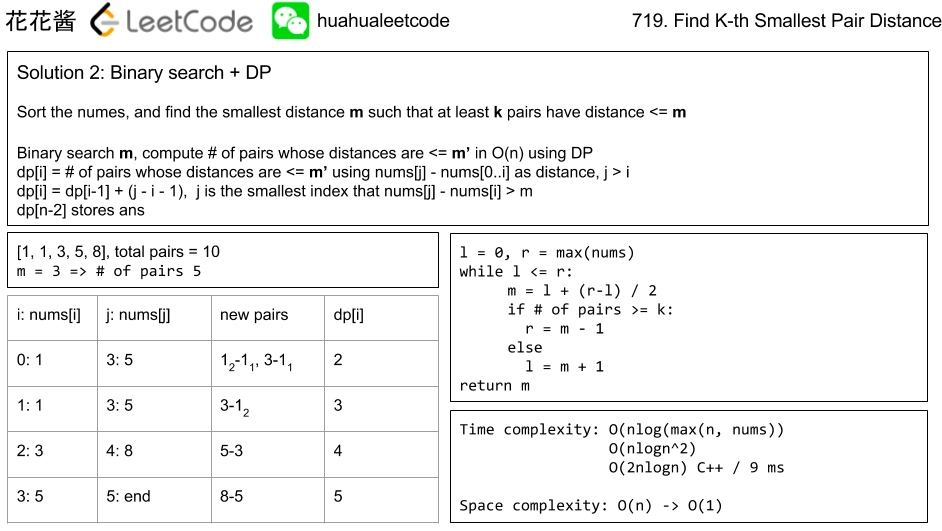 花花酱 LeetCode huahualeetcode 719. Find K-th Smallest Pair Distance
Solution 2: Binary search + DP
Sort the numes, and find the smallest distance m such that at least k pairs have distance <= m
Binary search m, compute # of pairs whose distances are <= m’ in O(n) using DP
dp[i] = # of pairs whose distances are <= m’ using nums[j] - nums[0..i] as distance, j > i
dp[i] = dp[i-1] + (j - i - 1),  j is the smallest index that nums[j] - nums[i] > m
dp[n-2] stores ans
[1, 1, 3, 5, 8], total pairs = 10
m = 3 => # of pairs 5
i: nums[i] j: nums[j] new pairs dp[i]
0: 1 3: 5 1₂-1₁, 3-1₁ 2
1: 1 3: 5 3-1₂ 3
2: 3 4: 8 5-3 4
3: 5 5: end 8-5 5
l = 0, r = max(nums)
while l <= r:
m = l + (r-l) / 2
if # of pairs >= k:
r = m - 1
else
l = m + 1
return m
Time complexity: O(nlog(max(n, nums))
O(nlogn^2)
O(2nlogn) C++ / 9 ms
Space complexity: O(n) -> O(1)